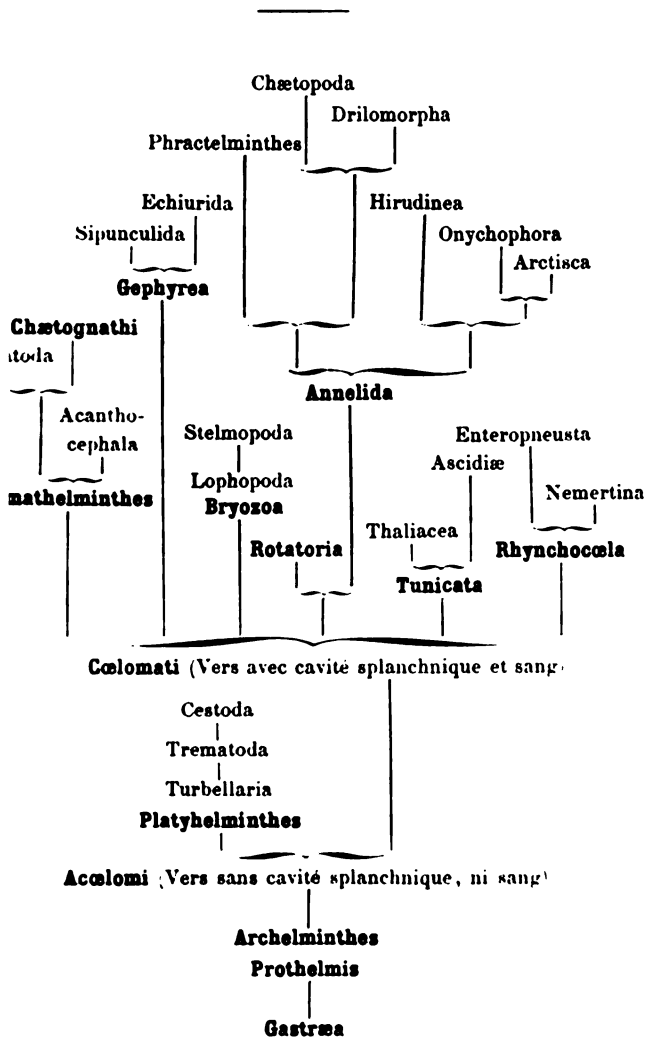 Chætopoda
Drilomorpha
Phractelminthes
Echiurida
Hirudinea
Sipunculida
Onychophora
Arctisca
Gephyrea
Chætognathi
Annelida
Acantho-
cephala
Stelmopoda
Enteropneusta
Ascidiæ
Lophopoda
Nemertina
Bryozoa
Thaliacea
Rotatoria
Rhynchocœla
Tunicata
Cœlomati (Vers avec cavité splanchnique et sang
Cestoda
Trematoda
Turbellaria
Platyhelminthes
Acœlomi (Vers sans cavité splanchnique, ni sang)
Archelminthes
Prothelmis
Gastræa